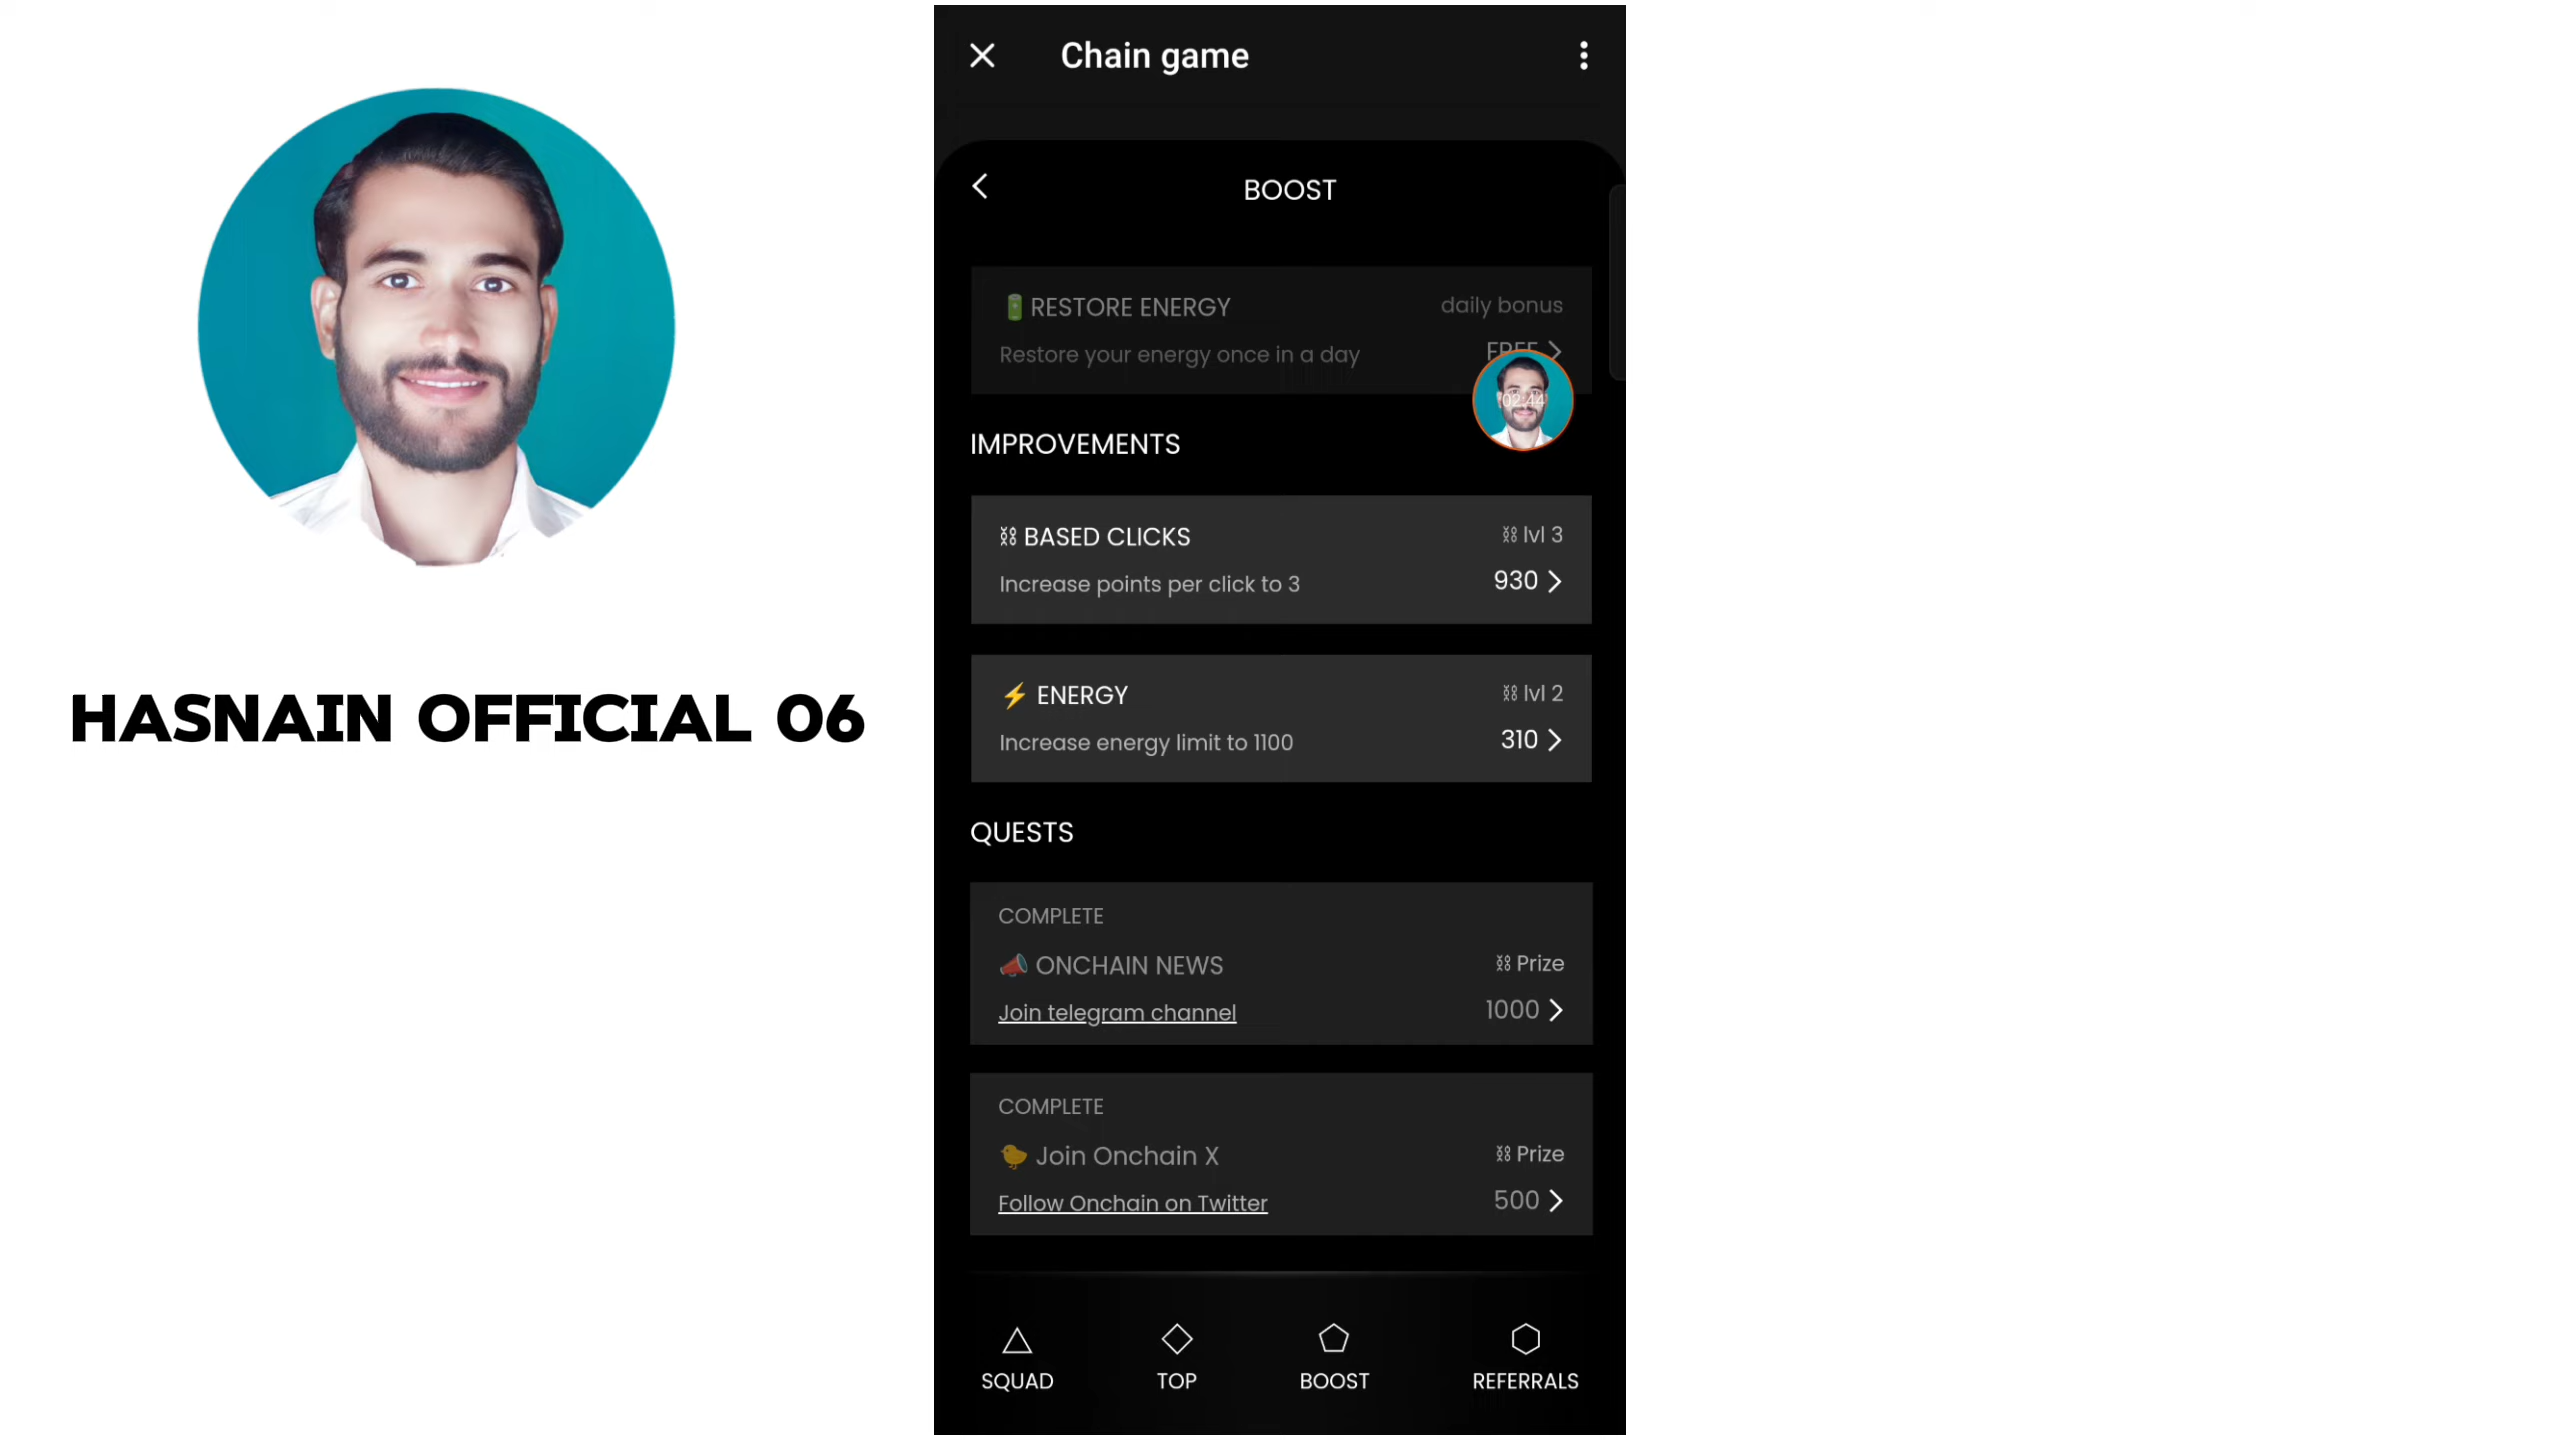 HASNAIN OFFICIAL 06
Chain game
BOOST
RESTORE ENERGY
daily bonus
Restore your energy once in a day
FREE
02:44
IMPROVEMENTS
BASED CLICKS
lvl 3
Increase points per click to 3
930
ENERGY
lvl 2
Increase energy limit to 1100
310
QUESTS
COMPLETE
ONCHAIN NEWS
Prize
Join telegram channel
1000
COMPLETE
Join Onchain X
Prize
Follow Onchain on Twitter
500
SQUAD
TOP
BOOST
REFERRALS